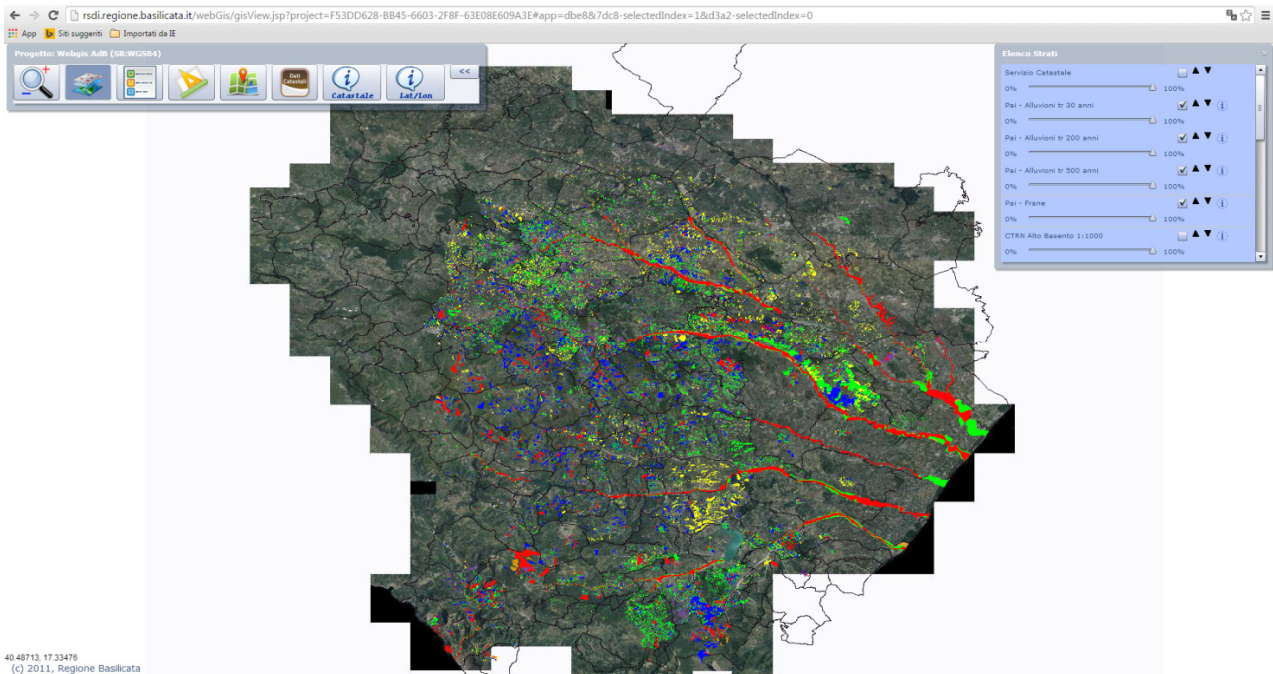 rsdi.regione.basilicata.it/webGis/gisView.jsp?project=F53DD628-BB45-6603-2F8F-63E08E609A3E#app=dbe8&7dc8-selectedIndex=1&d3a2-selectedIndex=0
App Siti suggeriti Importati da IE
Progetto: Webgis AdB (SR:WGS84)
<<
Dati Catastali
Catastale
Lat/Lon
Elenco Strati
Servizio Catastale
0% 100%
Pai - Alluvioni tr 30 anni
0% 100%
Pai - Alluvioni tr 200 anni
0% 100%
Pai - Alluvioni tr 500 anni
0% 100%
Pai - Frane
0% 100%
CTRN Alto Basento 1:1000
0% 100%
40.48713, 17.33476
(c) 2011, Regione Basilicata